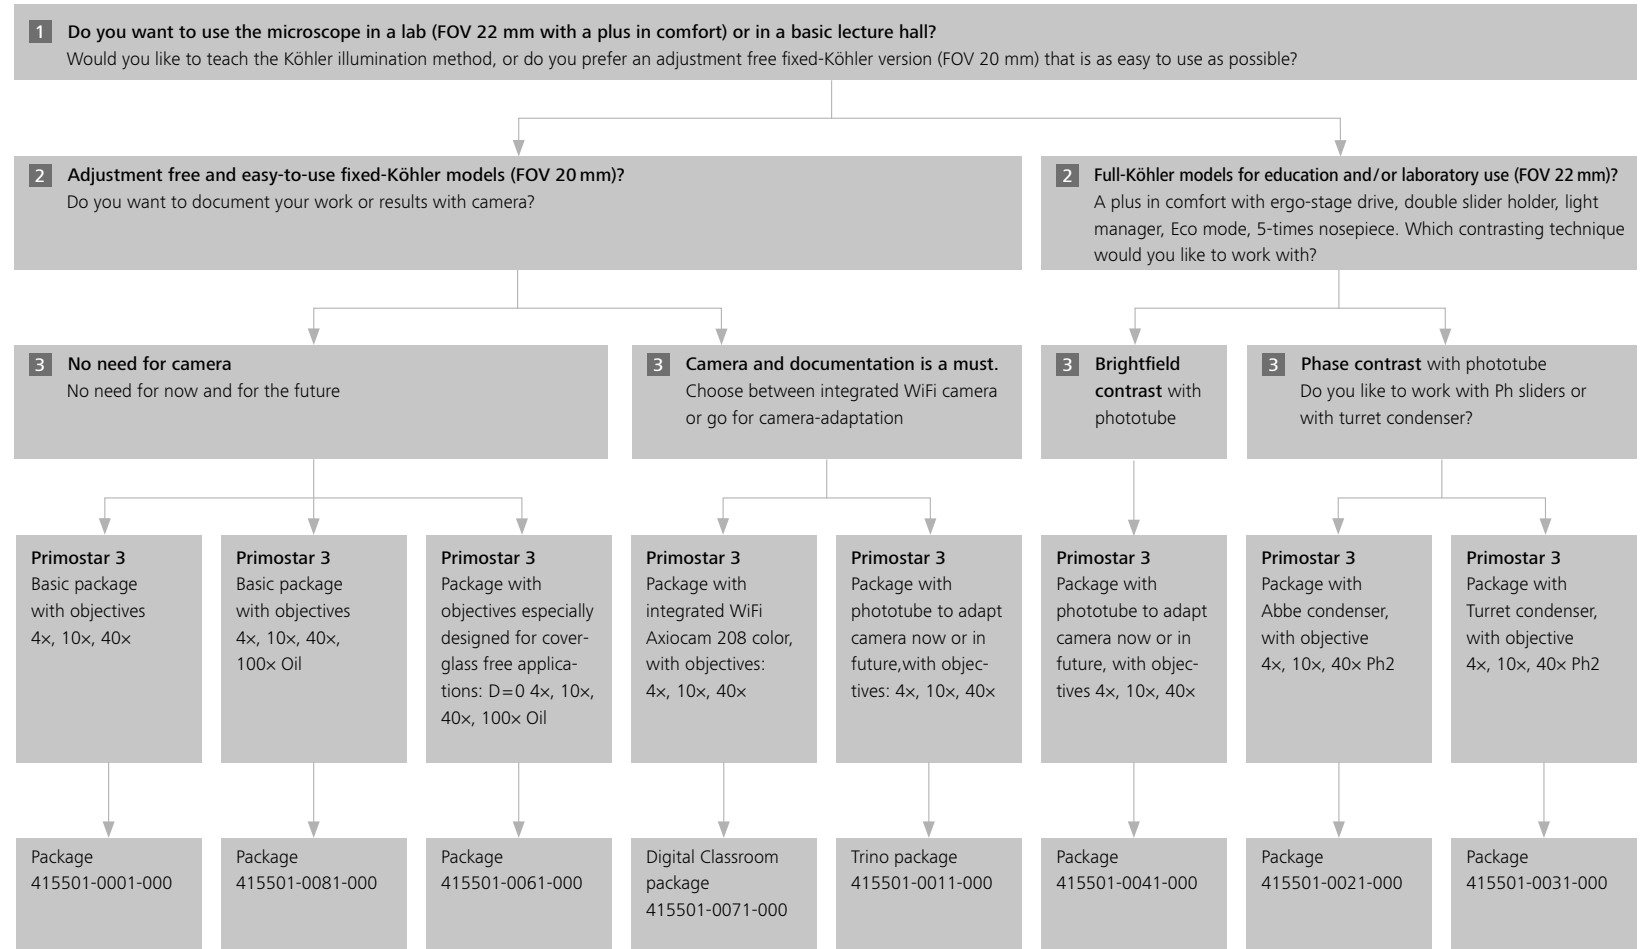 1 Do you want to use the microscope in a lab (FOV 22 mm with a plus in comfort) or in a basic lecture hall?
Would you like to teach the Köhler illumination method, or do you prefer an adjustment free fixed-Köhler version (FOV 20 mm) that is as easy to use as possible?
2 Adjustment free and easy-to-use fixed-Köhler models (FOV 20 mm)?
Do you want to document your work or results with camera?
2 Full-Köhler models for education and/or laboratory use (FOV 22 mm)?
A plus in comfort with ergo-stage drive, double slider holder, light
manager, Eco mode, 5-times nosepiece. Which contrasting technique
would you like to work with?
3 No need for camera
No need for now and for the future
3 Camera and documentation is a must.
Choose between integrated WiFi camera
or go for camera-adaptation
3 Brightfield
contrast with
phototube
3 Phase contrast with phototube
Do you like to work with Ph sliders or
with turret condenser?
Primostar 3
Basic package
with objectives
4×, 10×, 40×
Primostar 3
Basic package
with objectives
4×, 10×, 40×,
100× Oil
Primostar 3
Package with
objectives especially
designed for cover-
glass free applica-
tions: D=0 4×, 10×,
40×, 100× Oil
Primostar 3
Package with
integrated WiFi
Axiocam 208 color,
with objectives:
4×, 10×, 40×
Primostar 3
Package with
phototube to adapt
camera now or in
future,with objec-
tives: 4×, 10×, 40×
Primostar 3
Package with
phototube to adapt
camera now or in
future, with objec-
tives 4×, 10×, 40×
Primostar 3
Package with
Abbe condenser,
with objective
4×, 10×, 40× Ph2
Primostar 3
Package with
Turret condenser,
with objective
4×, 10×, 40× Ph2
Package
415501-0001-000
Package
415501-0081-000
Package
415501-0061-000
Digital Classroom
package
415501-0071-000
Trino package
415501-0011-000
Package
415501-0041-000
Package
415501-0021-000
Package
415501-0031-000